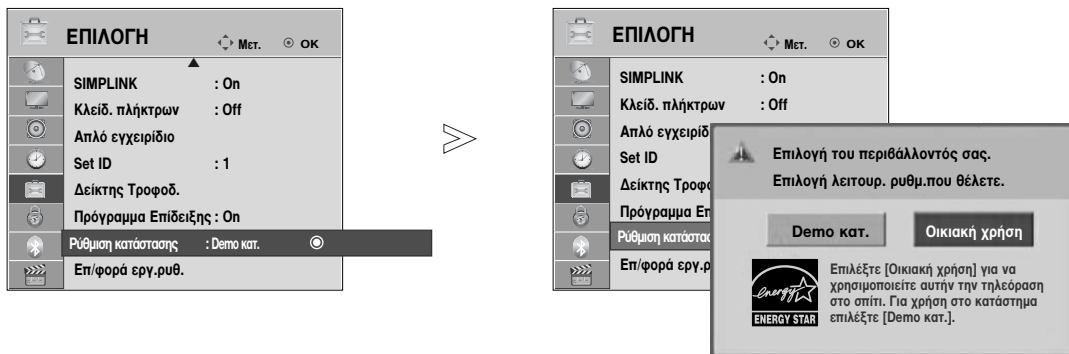 ΕΠΙΛΟΓΗ
Μετ. OK
SIMPLINK : On
Κλείδ. πλήκτρων : Off
Απλό εγχειρίδιο
Set ID : 1
Δείκτης Τροφοδ.
Πρόγραμμα Επίδειξης : On
Ρύθμιση κατάστασης : Demo κατ.
Επ/φορά εργ.ρυθ.
ΕΠΙΛΟΓΗ
Μετ. OK
SIMPLINK : On
Κλείδ. πλήκτρων : Off
Απλό εγχειρίδ
Set ID
Δείκτης Τροφο
Πρόγραμμα Επ
Ρύθμιση κατάστασ
Επ/φορά εργ.ρ
Επιλογή του περιβάλλοντός σας.
Επιλογή λειτουρ. ρυθμ.που θέλετε.
Demo κατ. Οικιακή χρήση
energy
ENERGY STAR
Επιλέξτε [Οικιακή χρήση] για να
χρησιμοποιείτε αυτήν την τηλεόραση
στο σπίτι. Για χρήση στο κατάστημα
επιλέξτε [Demo κατ.].